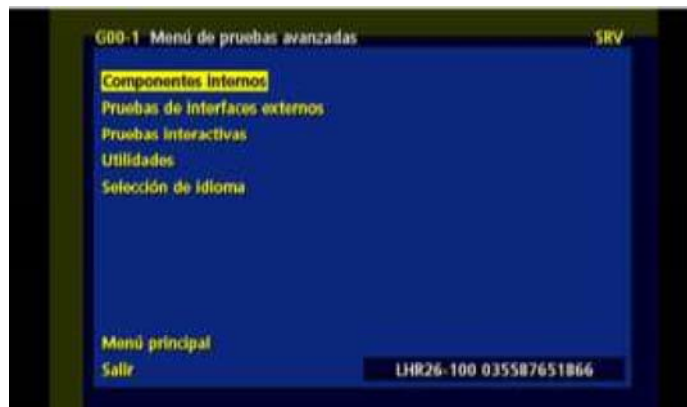 G00-1 Menú de pruebas avanzadas SRV
Componentes internos
Pruebas de interfaces externos
Pruebas interactivas
Utilidades
Selección de idioma
Menú principal
Salir LHR26-100 035587651866